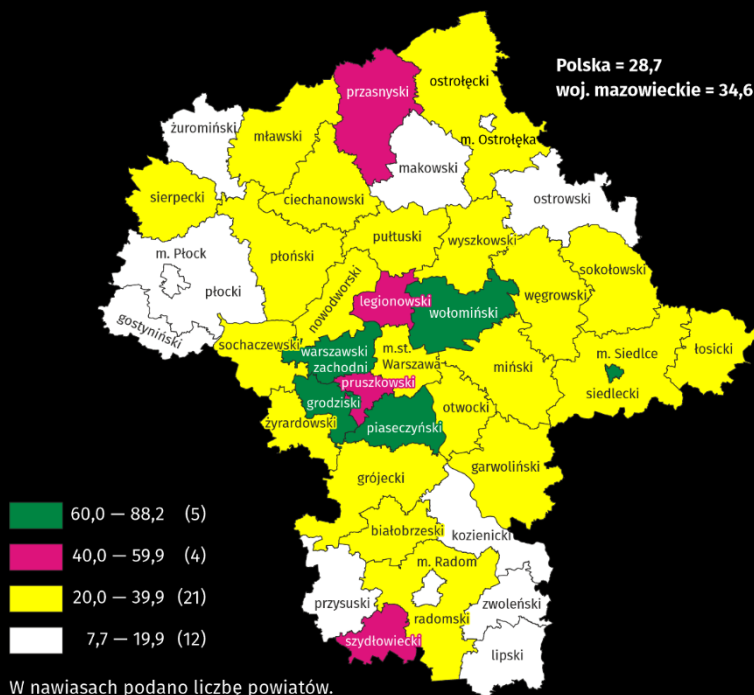 Polska = 28,7
woj. mazowieckie = 34,6
ostrołęcki
przasnyski
żuromiński
mławski
m. Ostrołęka
makowski
ostrowski
sierpecki
ciechanowski
pułtuski
wyszkowski
m. Płock
płoński
sokołowski
płocki
nowodworski
legionowski
węgrowski
wołomiński
gostyniński
sochaczewski
warszawski
zachodni
m.st.
Warszawa
miński
m. Siedlce
łosicki
siedlecki
pruszkowski
grodziski
otwocki
żyrardowski
piaseczyński
garwoliński
grójecki
białobrzeski
kozienicki
m. Radom
przysuski
zwoleński
radomski
szydłowiecki
lipski
60,0 — 88,2 (5)
40,0 — 59,9 (4)
20,0 — 39,9 (21)
7,7 — 19,9 (12)
W nawiasach podano liczbę powiatów.